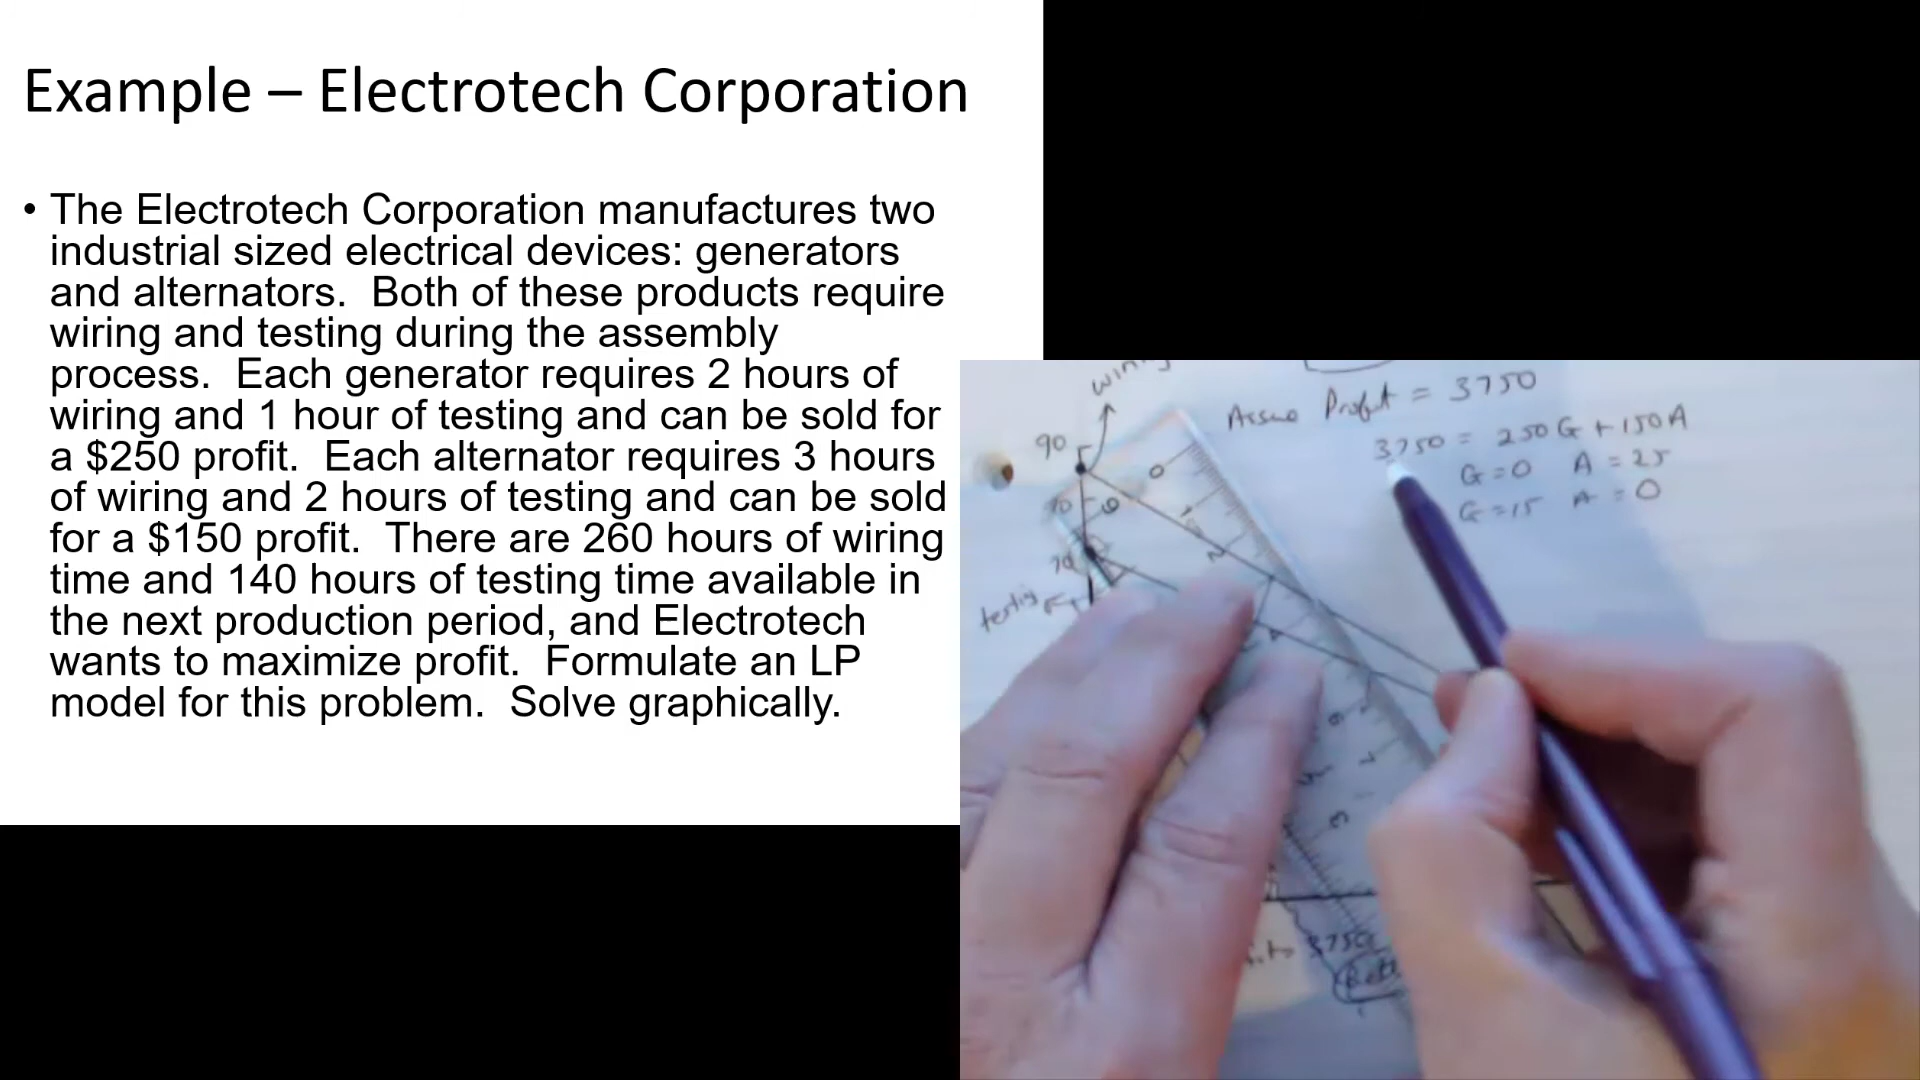 Example – Electrotech Corporation
• The Electrotech Corporation manufactures two
industrial sized electrical devices: generators
and alternators. Both of these products require
wiring and testing during the assembly
process. Each generator requires 2 hours of
wiring and 1 hour of testing and can be sold for
a $250 profit. Each alternator requires 3 hours
of wiring and 2 hours of testing and can be sold
for a $150 profit. There are 260 hours of wiring
time and 140 hours of testing time available in
the next production period, and Electrotech
wants to maximize profit. Formulate an LP
model for this problem. Solve graphically.
Profit = 3750
3750 = 250G + 150A
G = 0 A = 25
G = 15 A = 0
90
70
3750